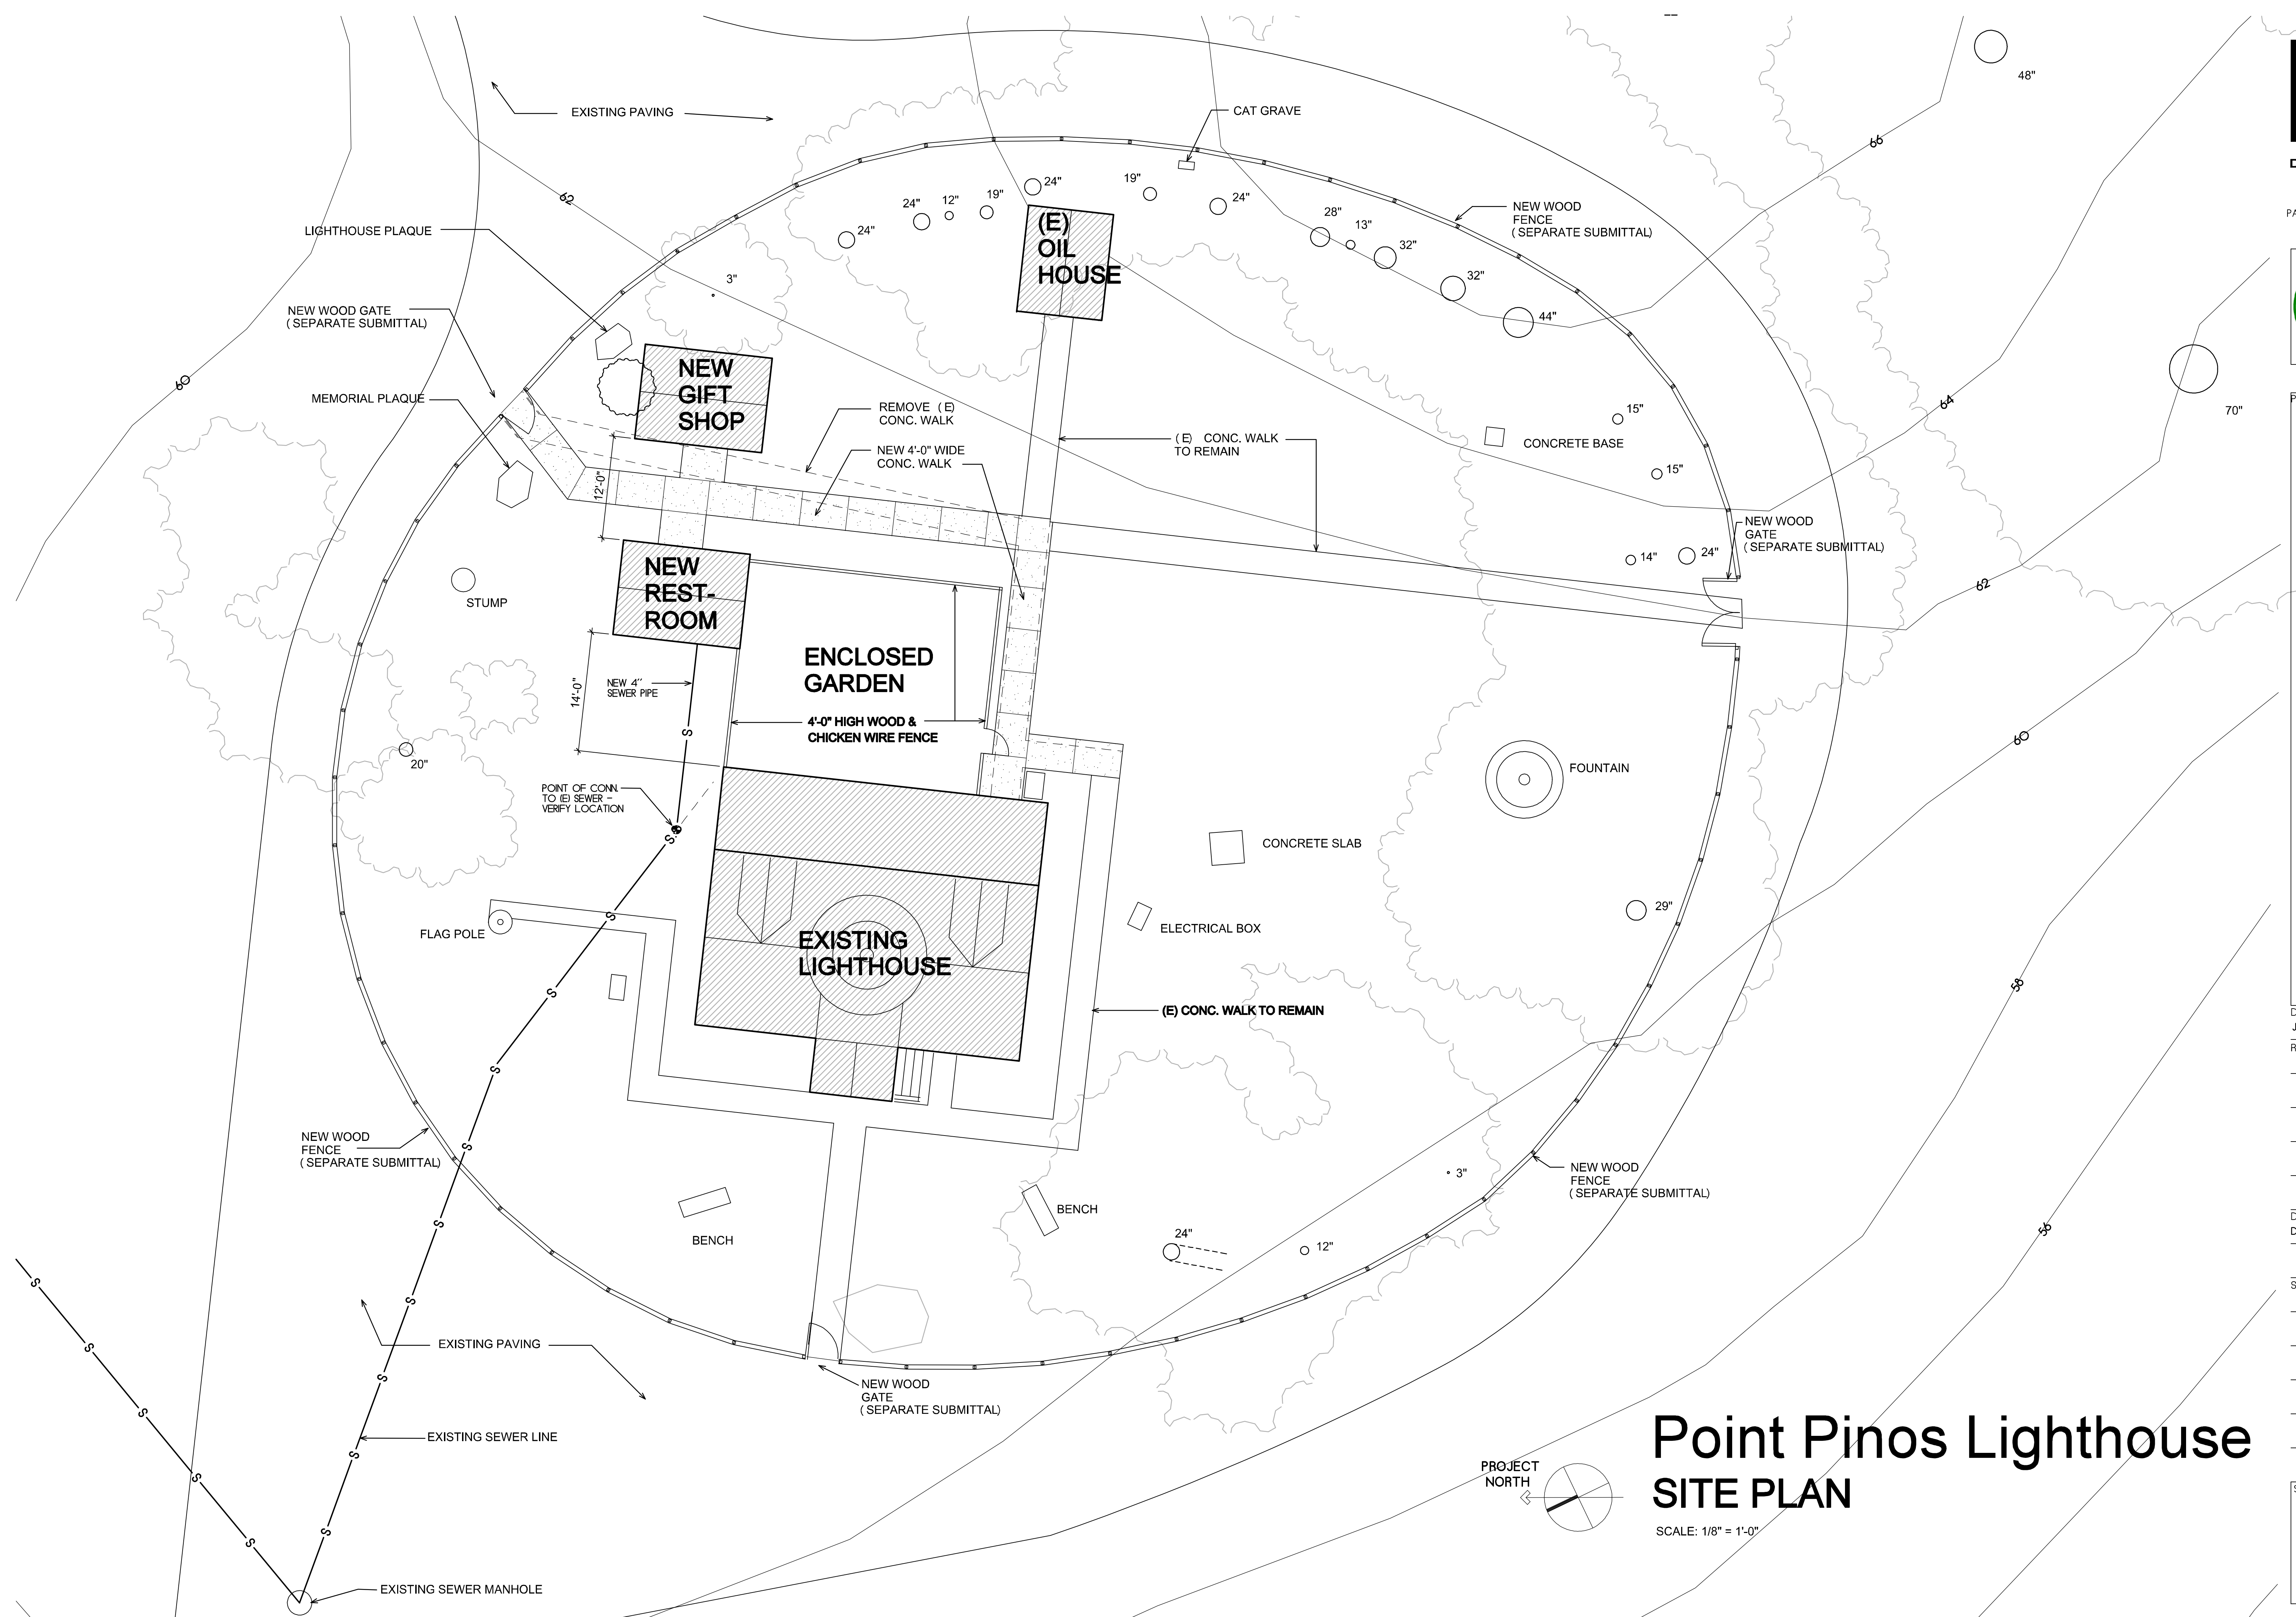 48"
EXISTING PAVING
CAT GRAVE
66
62
24"
19"
12"
24"
24"
19"
24"
28"
13"
32"
32"
44"
NEW WOOD
FENCE
( SEPARATE SUBMITTAL)
(E)
OIL
HOUSE
LIGHTHOUSE PLAQUE
3"
NEW WOOD GATE
( SEPARATE SUBMITTAL)
60
MEMORIAL PLAQUE
NEW
GIFT
SHOP
REMOVE (E)
CONC. WALK
NEW 4'-0" WIDE
CONC. WALK
(E) CONC. WALK
TO REMAIN
15"
CONCRETE BASE
15"
64
70"
12'-0"
NEW WOOD
GATE
( SEPARATE SUBMITTAL)
14"
24"
62
STUMP
NEW
REST-
ROOM
ENCLOSED
GARDEN
14'-0"
NEW 4"
SEWER PIPE
S
4'-0" HIGH WOOD &
CHICKEN WIRE FENCE
60
20"
FOUNTAIN
POINT OF CONN.
TO (E) SEWER -
VERIFY LOCATION
S
CONCRETE SLAB
S
29"
FLAG POLE
ELECTRICAL BOX
EXISTING
LIGHTHOUSE
58
S
(E) CONC. WALK TO REMAIN
S
NEW WOOD
FENCE
( SEPARATE SUBMITTAL)
S
3"
NEW WOOD
FENCE
( SEPARATE SUBMITTAL)
BENCH
BENCH
S
24"
12"
56
S
S
S
EXISTING PAVING
S
S
NEW WOOD
GATE
( SEPARATE SUBMITTAL)
S
EXISTING SEWER LINE
S
S
S
S
EXISTING SEWER MANHOLE
PROJECT
NORTH
Point Pinos Lighthouse
SITE PLAN
SCALE: 1/8" = 1'-0"